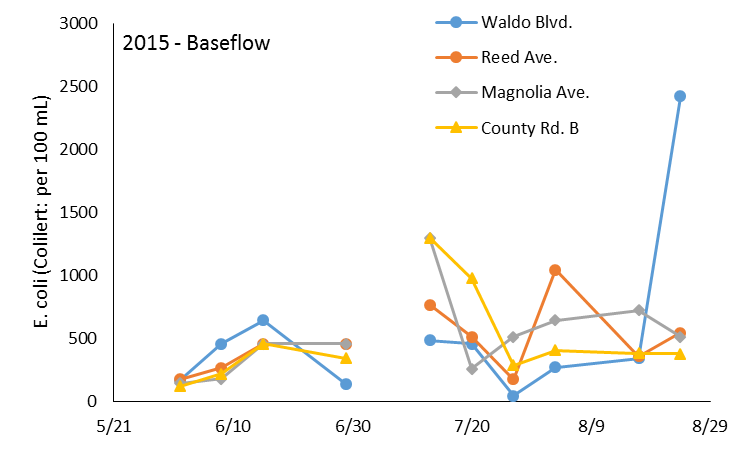 3000
2500
2000
1500
1000
500
0
E. coli (Colilert: per 100 mL)
2015 - Baseflow
Waldo Blvd.
Reed Ave.
Magnolia Ave.
County Rd. B
5/21
6/10
6/30
7/20
8/9
8/29